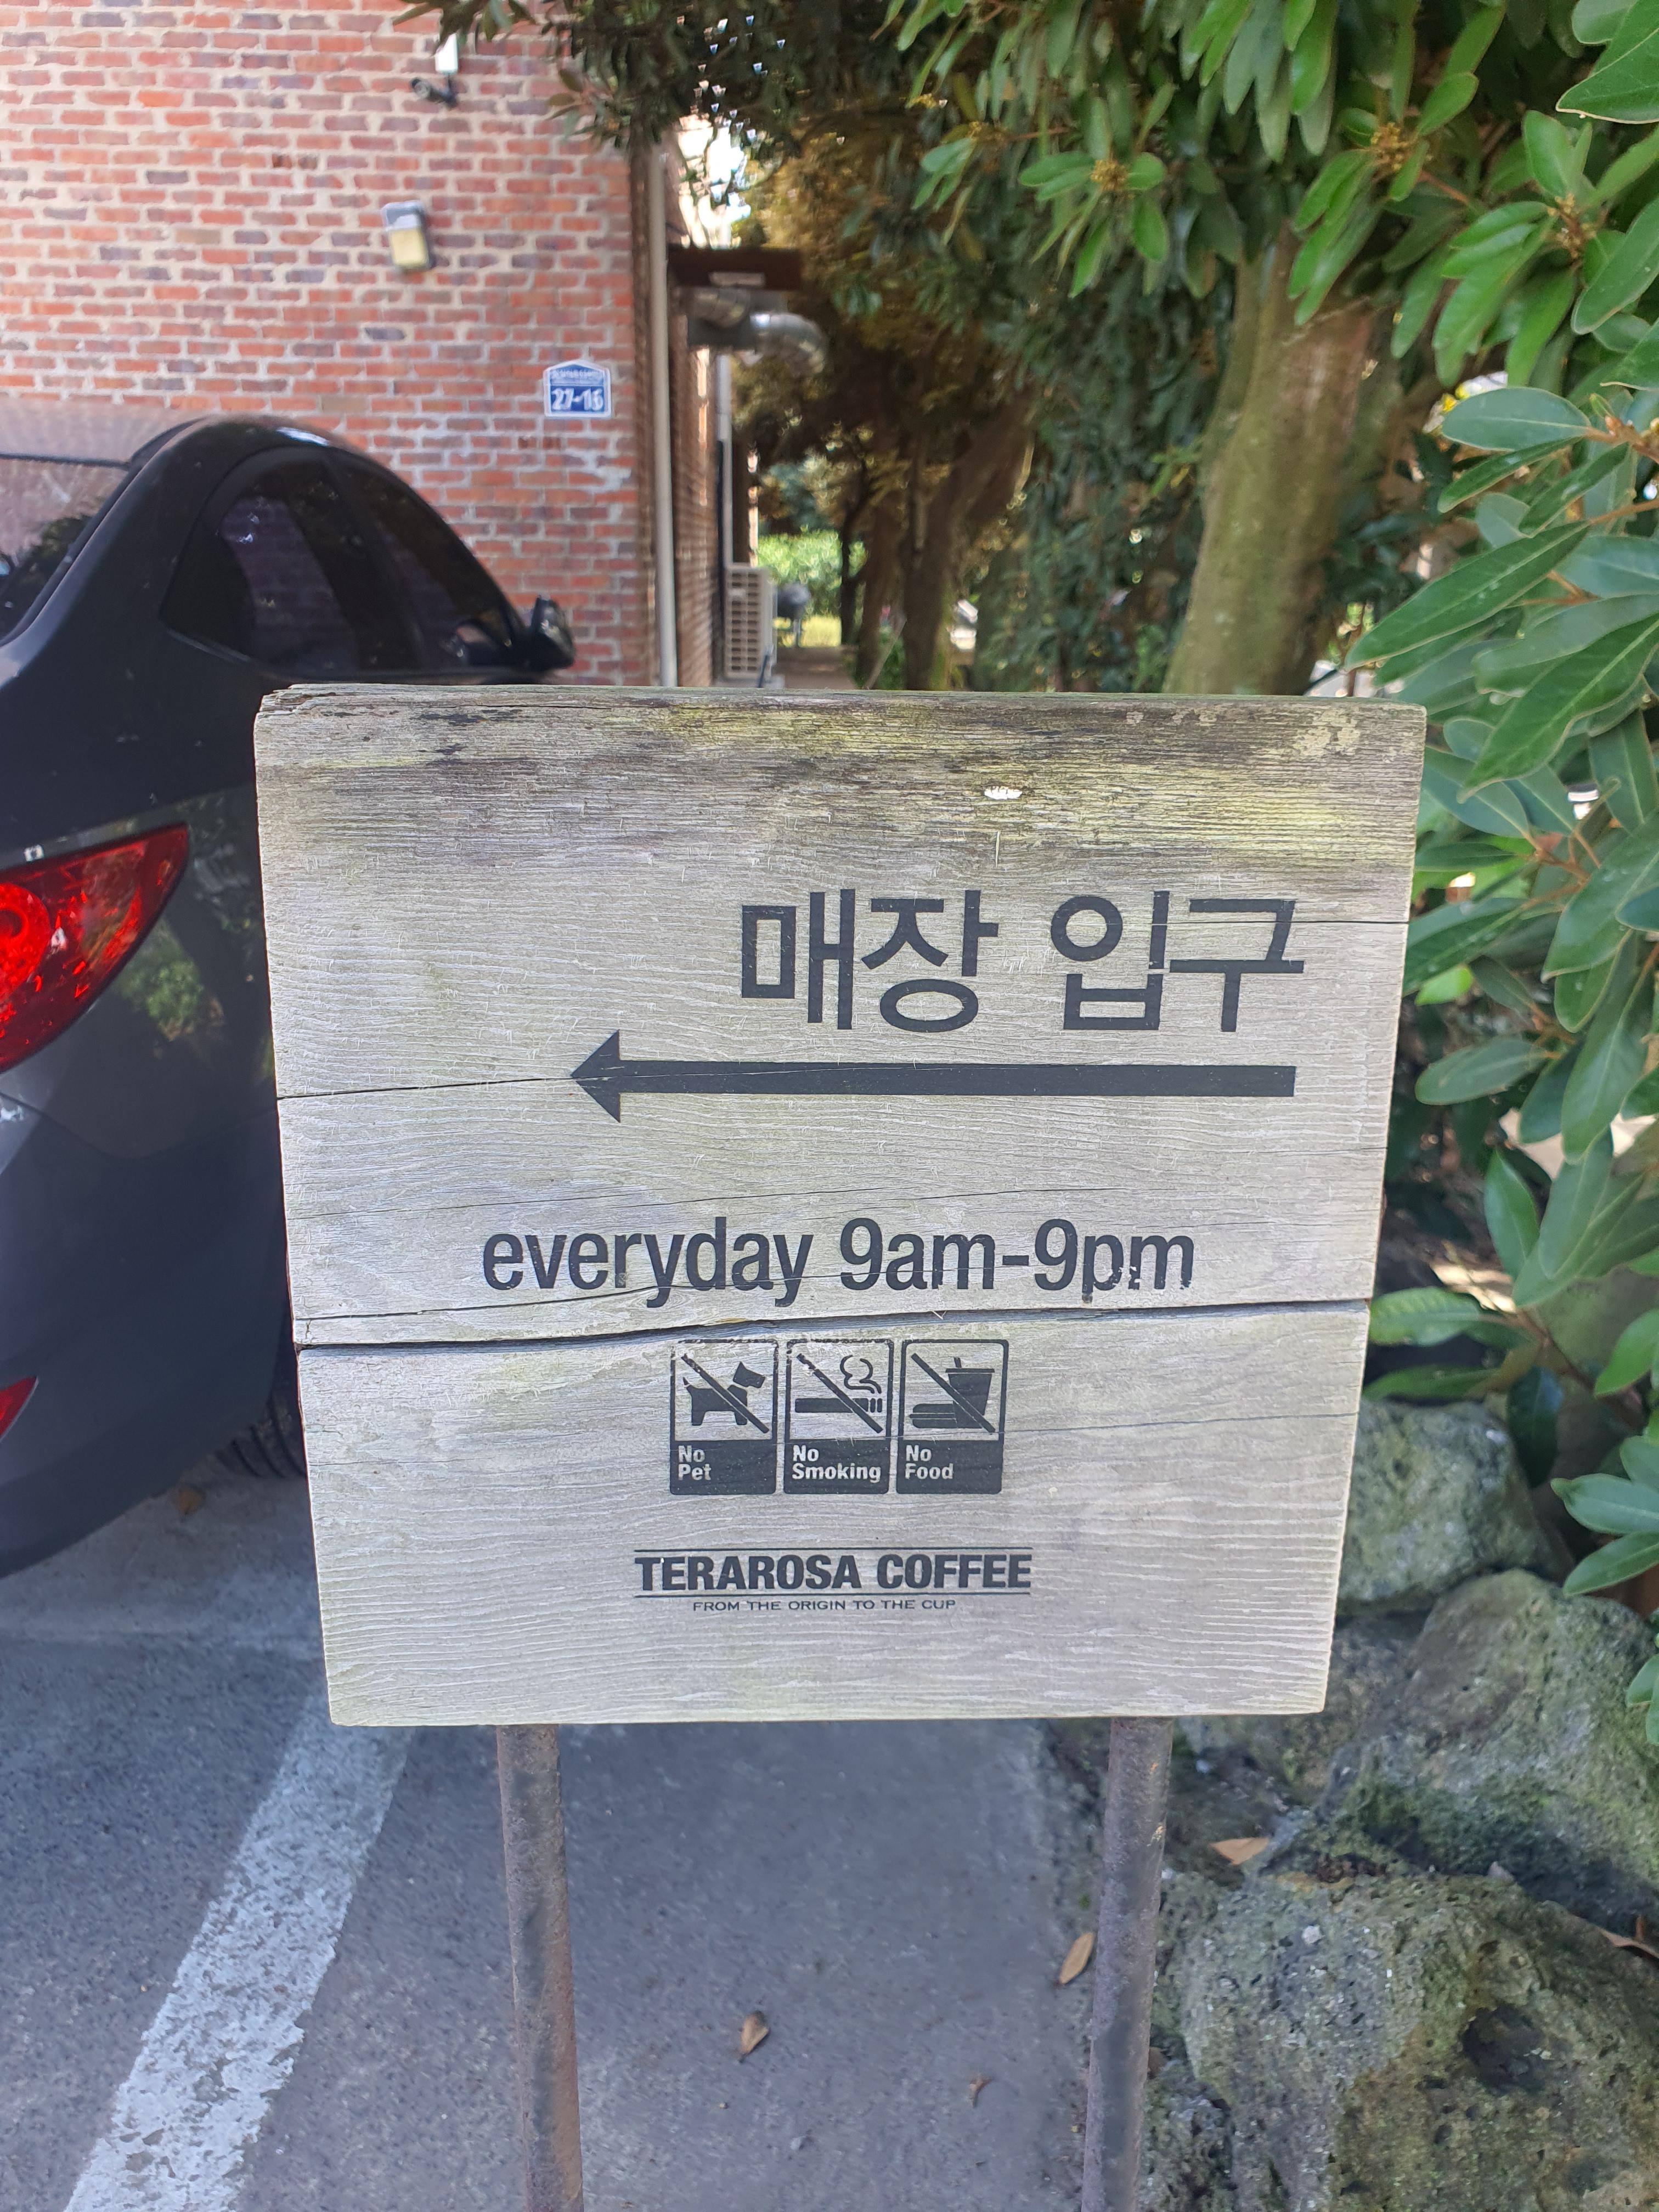 27-16
매장 입구
everyday 9am-9pm
No Pet
No Smoking
No Food
TERAROSA COFFEE
FROM THE ORIGIN TO THE CUP